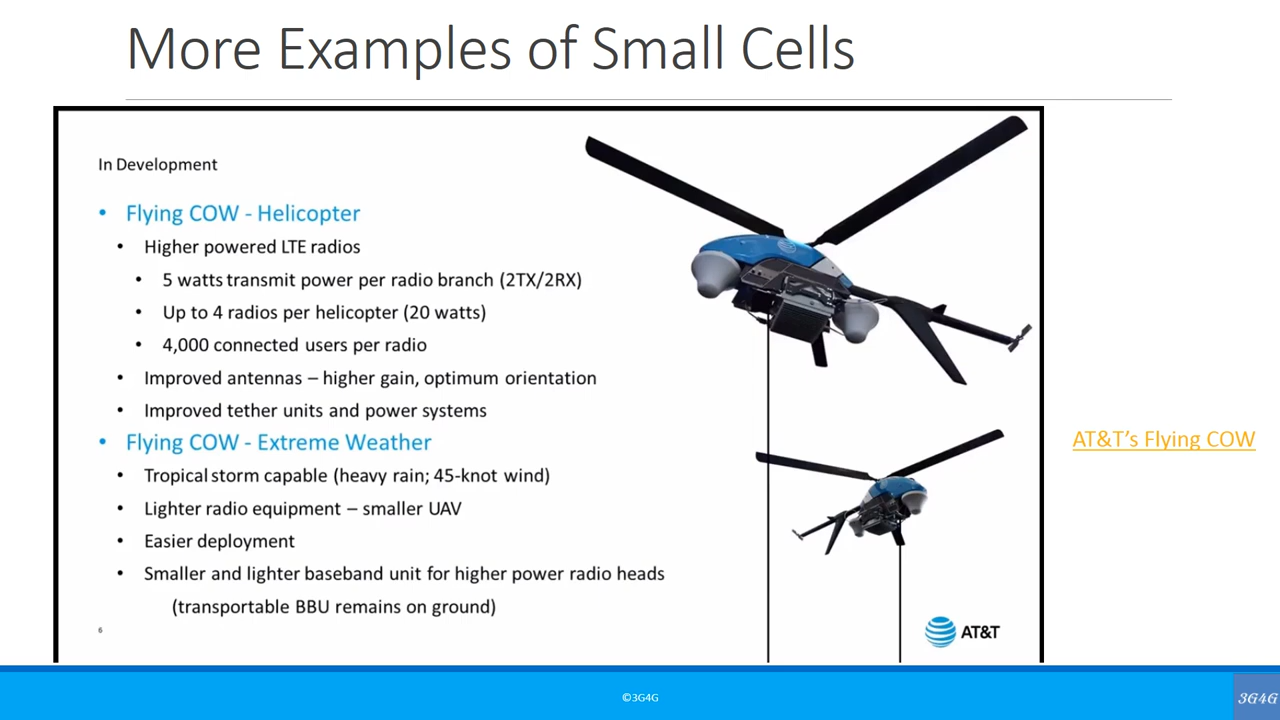 More Examples of Small Cells
In Development
• Flying COW - Helicopter
• Higher powered LTE radios
• 5 watts transmit power per radio branch (2TX/2RX)
• Up to 4 radios per helicopter (20 watts)
• 4,000 connected users per radio
• Improved antennas – higher gain, optimum orientation
• Improved tether units and power systems
• Flying COW - Extreme Weather
• Tropical storm capable (heavy rain; 45-knot wind)
• Lighter radio equipment – smaller UAV
• Easier deployment
• Smaller and lighter baseband unit for higher power radio heads
(transportable BBU remains on ground)
6
AT&T
AT&T's Flying COW
©3G4G
3G4G